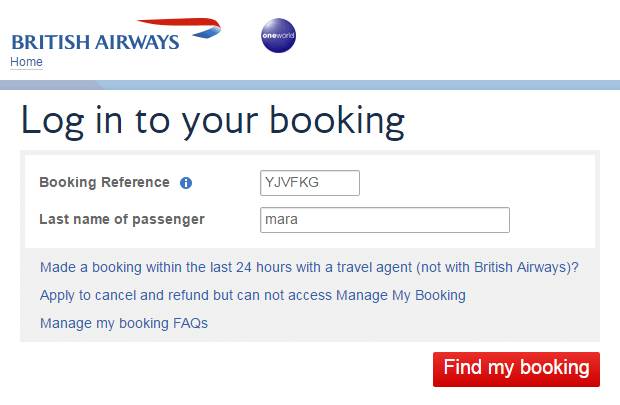 BRITISH AIRWAYS
oneworld
Home
Log in to your booking
Booking Reference i
YJVFKG
Last name of passenger
mara
Made a booking within the last 24 hours with a travel agent (not with British Airways)?
Apply to cancel and refund but can not access Manage My Booking
Manage my booking FAQs
Find my booking